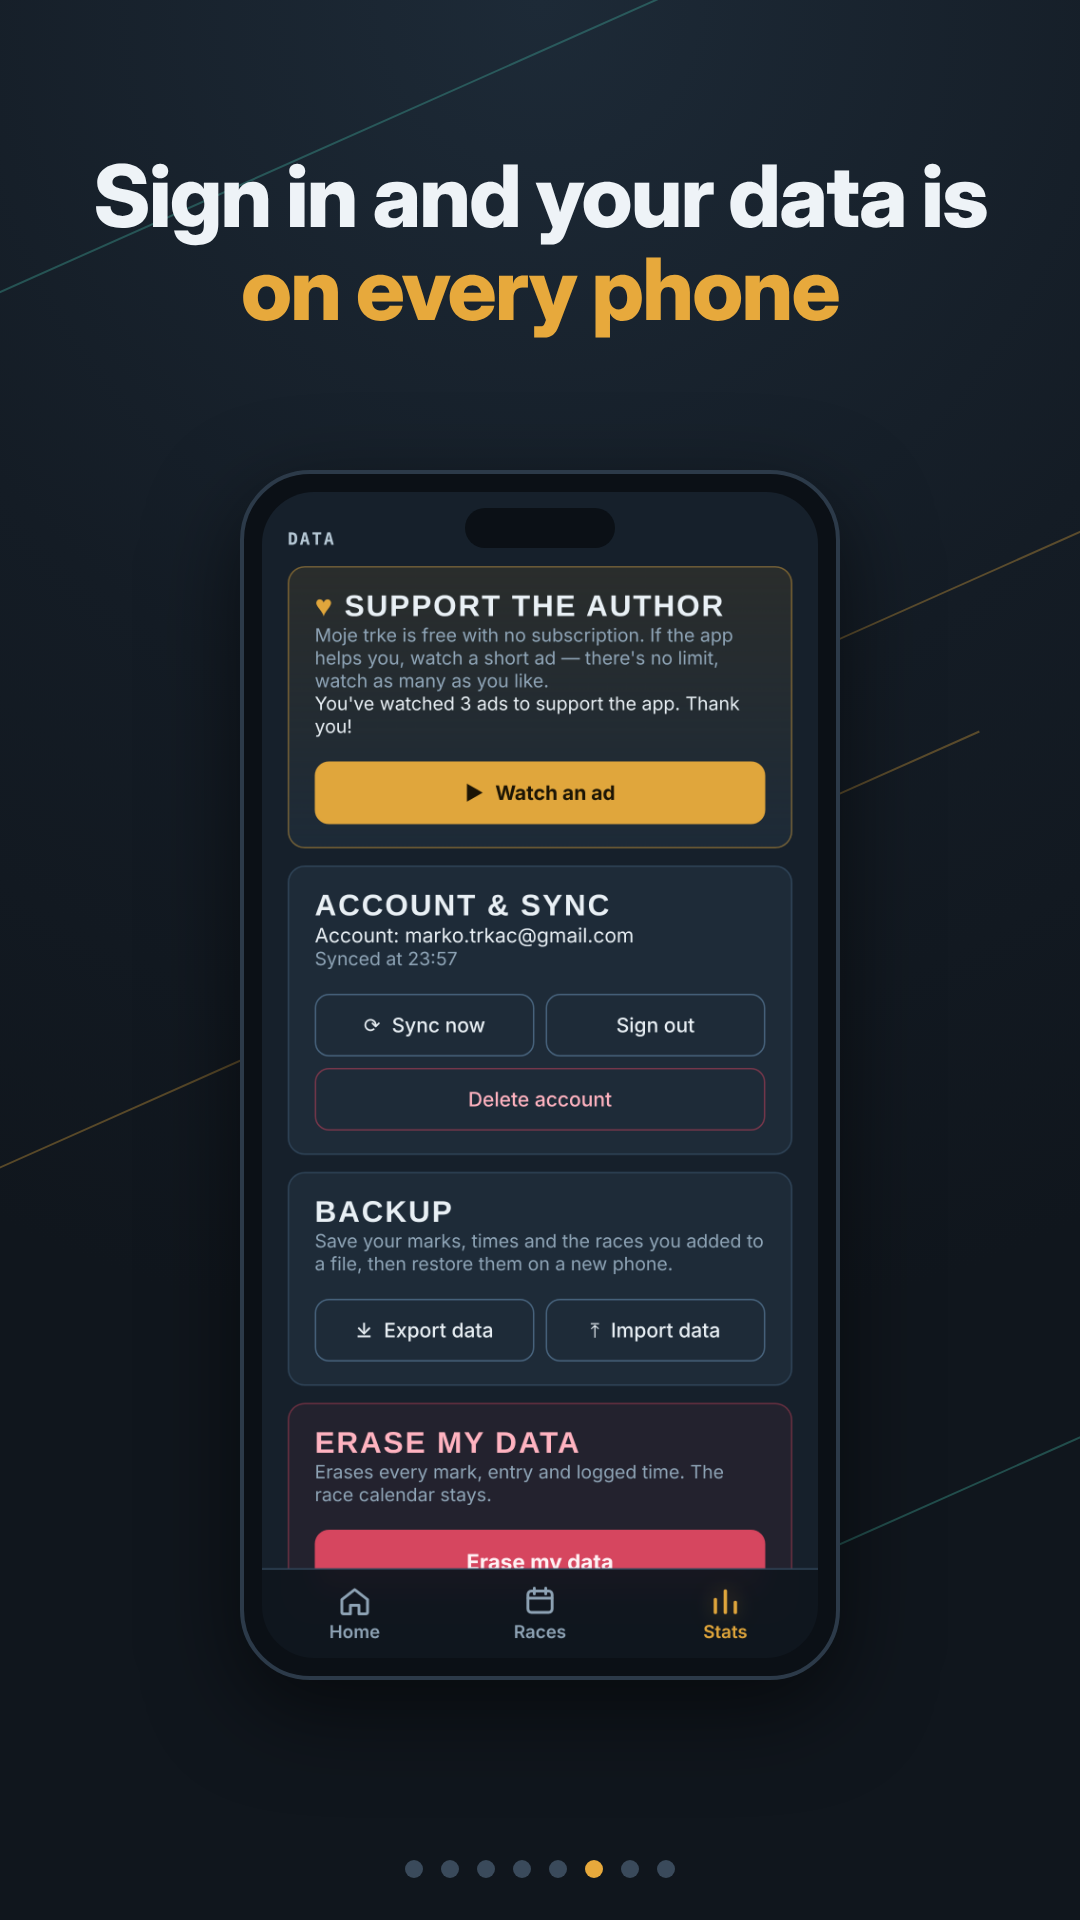 Sign in and your data is
on every phone
DATA
♥ SUPPORT THE AUTHOR
Moje trke is free with no subscription. If the app
helps you, watch a short ad — there's no limit,
watch as many as you like.
You've watched 3 ads to support the app. Thank
you!
▶ Watch an ad
ACCOUNT & SYNC
Account: marko.trkac@gmail.com
Synced at 23:57
⟳ Sync now
Sign out
Delete account
BACKUP
Save your marks, times and the races you added to
a file, then restore them on a new phone.
Export data
Import data
ERASE MY DATA
Erases every mark, entry and logged time. The
race calendar stays.
Erase my data
Home
Races
Stats